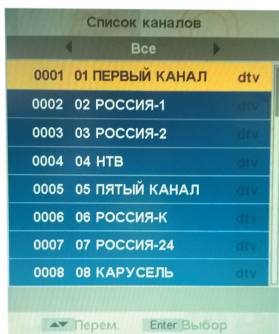 Список каналов
Все
0001 01 ПЕРВЫЙ КАНАЛ dtv
0002 02 РОССИЯ-1 dtv
0003 03 РОССИЯ-2 dtv
0004 04 НТВ dtv
0005 05 ПЯТЫЙ КАНАЛ dtv
0006 06 РОССИЯ-К dtv
0007 07 РОССИЯ-24 dtv
0008 08 КАРУСЕЛЬ dtv
Перем. Enter Выбор